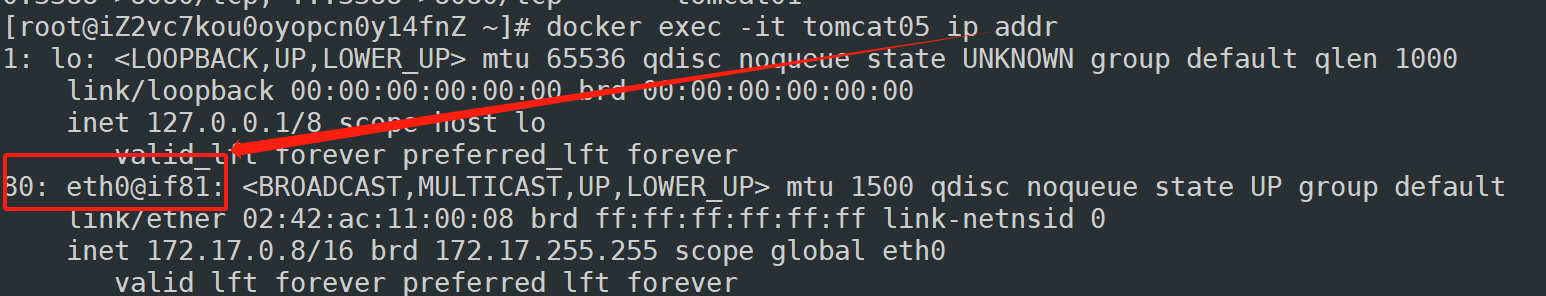 [root@iZ2vc7kou0oyopcn0y14fnZ ~]# docker exec -it tomcat05 ip addr
1: lo: <LOOPBACK,UP,LOWER_UP> mtu 65536 qdisc noqueue state UNKNOWN group default qlen 1000
link/loopback 00:00:00:00:00:00 brd 00:00:00:00:00:00
inet 127.0.0.1/8 scope host lo
valid_lft forever preferred_lft forever
80: eth0@if81: <BROADCAST,MULTICAST,UP,LOWER_UP> mtu 1500 qdisc noqueue state UP group default
link/ether 02:42:ac:11:00:08 brd ff:ff:ff:ff:ff:ff link-netnsid 0
inet 172.17.0.8/16 brd 172.17.255.255 scope global eth0
valid lft forever preferred lft forever